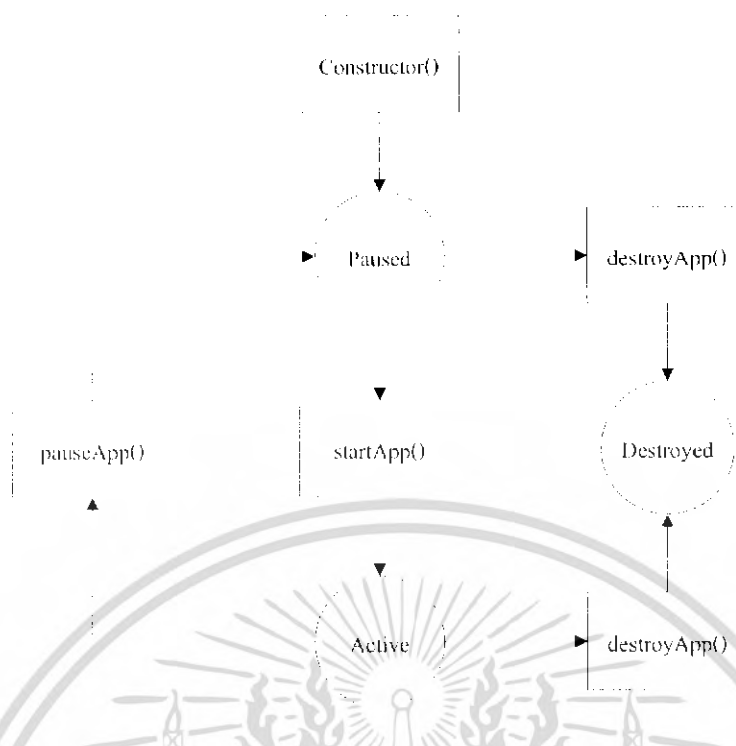 Constructor()
Paused
destroyApp()
pauseApp()
startApp()
Destroyed
Active
destroyApp()